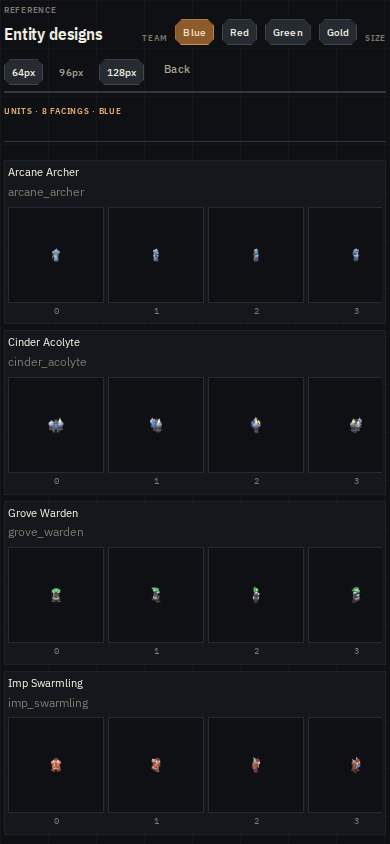 REFERENCE
Entity designs
TEAM Blue Red Green Gold SIZE
64px 96px 128px Back
UNITS · 8 FACINGS · BLUE
Arcane Archer
arcane_archer
0 1 2 3
Cinder Acolyte
cinder_acolyte
0 1 2 3
Grove Warden
grove_warden
0 1 2 3
Imp Swarmling
imp_swarmling
0 1 2 3